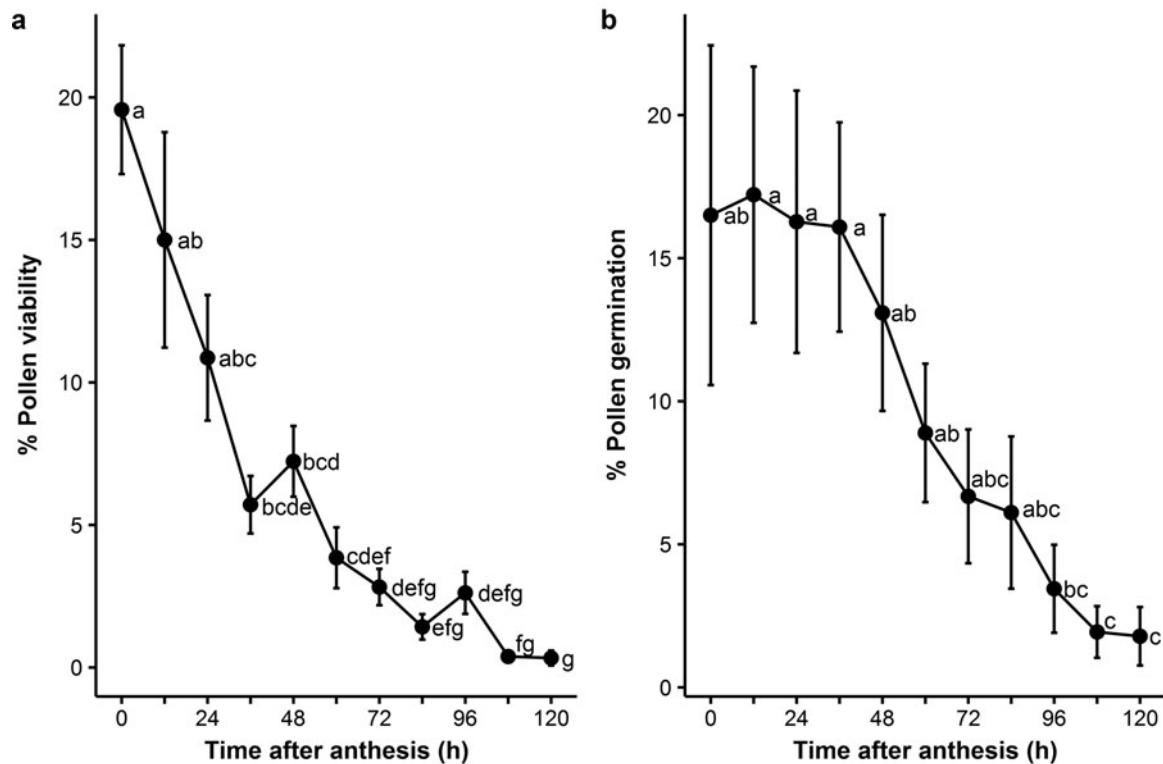 a
% Pollen viability
20
15
10
5
0
a
ab
abc
bcde
bcd
cdef
defg
efg
defg
fg
g
0 24 48 72 96 120
Time after anthesis (h)
b
% Pollen germination
20
15
10
5
0
ab
a
a
a
ab
ab
abc
abc
bc
c
c
0 24 48 72 96 120
Time after anthesis (h)